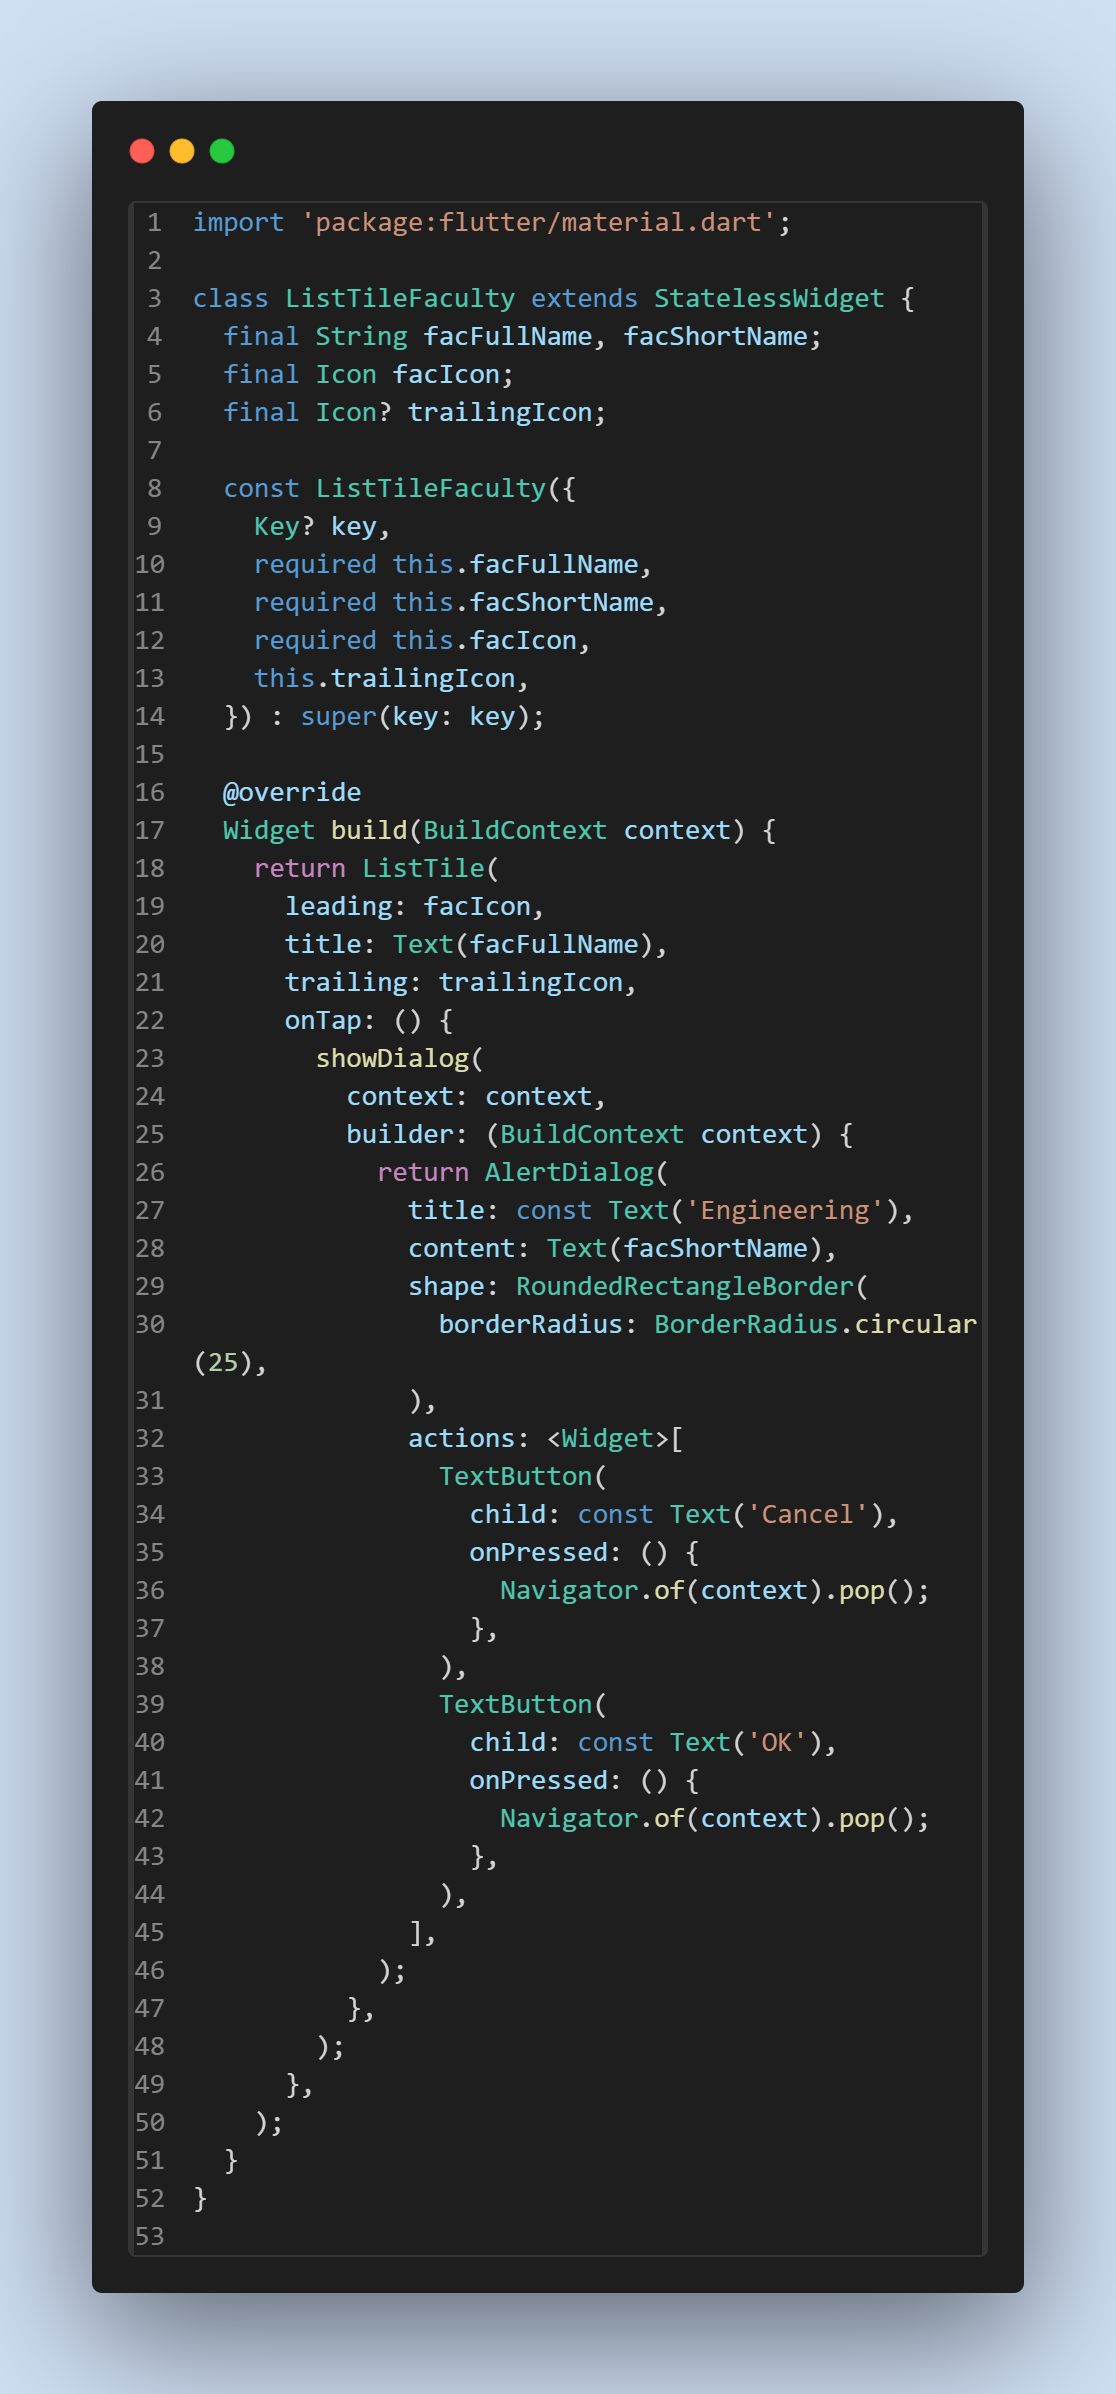 1 import 'package:flutter/material.dart';
2
3 class ListTileFaculty extends StatelessWidget {
4   final String facFullName, facShortName;
5   final Icon facIcon;
6   final Icon? trailingIcon;
7
8   const ListTileFaculty({
9     Key? key,
10     required this.facFullName,
11     required this.facShortName,
12     required this.facIcon,
13     this.trailingIcon,
14   }) : super(key: key);
15
16   @override
17   Widget build(BuildContext context) {
18     return ListTile(
19       leading: facIcon,
20       title: Text(facFullName),
21       trailing: trailingIcon,
22       onTap: () {
23         showDialog(
24           context: context,
25           builder: (BuildContext context) {
26             return AlertDialog(
27               title: const Text('Engineering'),
28               content: Text(facShortName),
29               shape: RoundedRectangleBorder(
30                 borderRadius: BorderRadius.circular
(25),
31               ),
32               actions: <Widget>[
33                 TextButton(
34                   child: const Text('Cancel'),
35                   onPressed: () {
36                     Navigator.of(context).pop();
37                   },
38                 ),
39                 TextButton(
40                   child: const Text('OK'),
41                   onPressed: () {
42                     Navigator.of(context).pop();
43                   },
44                 ),
45               ],
46             );
47           },
48         );
49       },
50     );
51   }
52 }
53